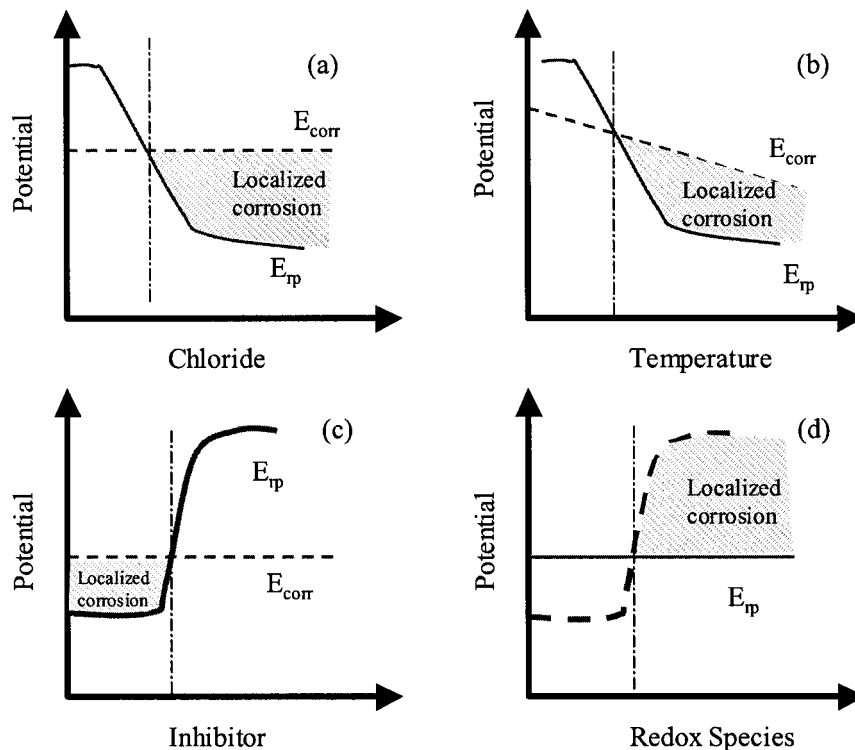 (a)
Potential
E_corr
Localized
corrosion
E_rp
Chloride
(b)
Potential
E_corr
Localized
corrosion
E_rp
Temperature
(c)
Potential
E_rp
Localized
corrosion
E_corr
Inhibitor
(d)
Potential
Localized
corrosion
E_rp
Redox Species